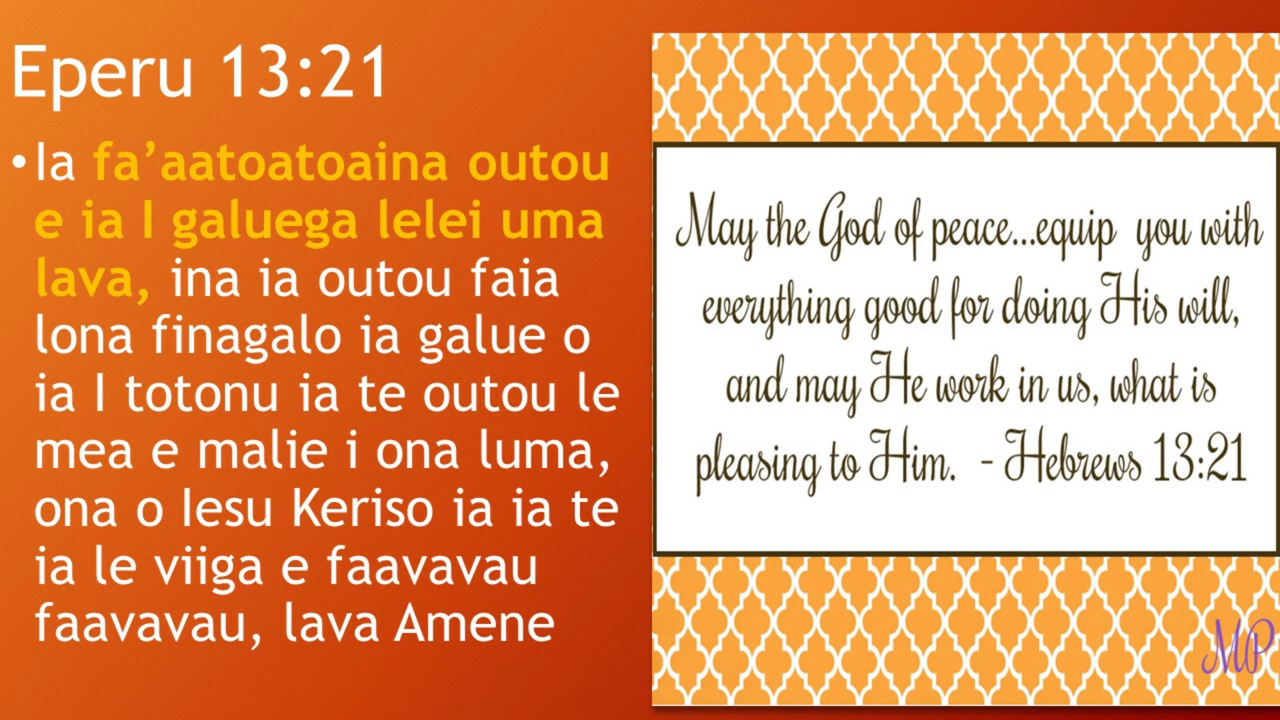 Eperu 13:21
•Ia fa’aatoatoaina outou
e ia I galuega lelei uma
lava, ina ia outou faia
lona finagalo ia galue o
ia I totonu ia te outou le
mea e malie i ona luma,
ona o Iesu Keriso ia ia te
ia le viiga e faavavau
faavavau, lava Amene
May the God of peace...equip you with
everything good for doing His will,
and may He work in us, what is
pleasing to Him. - Hebrews 13:21
MP